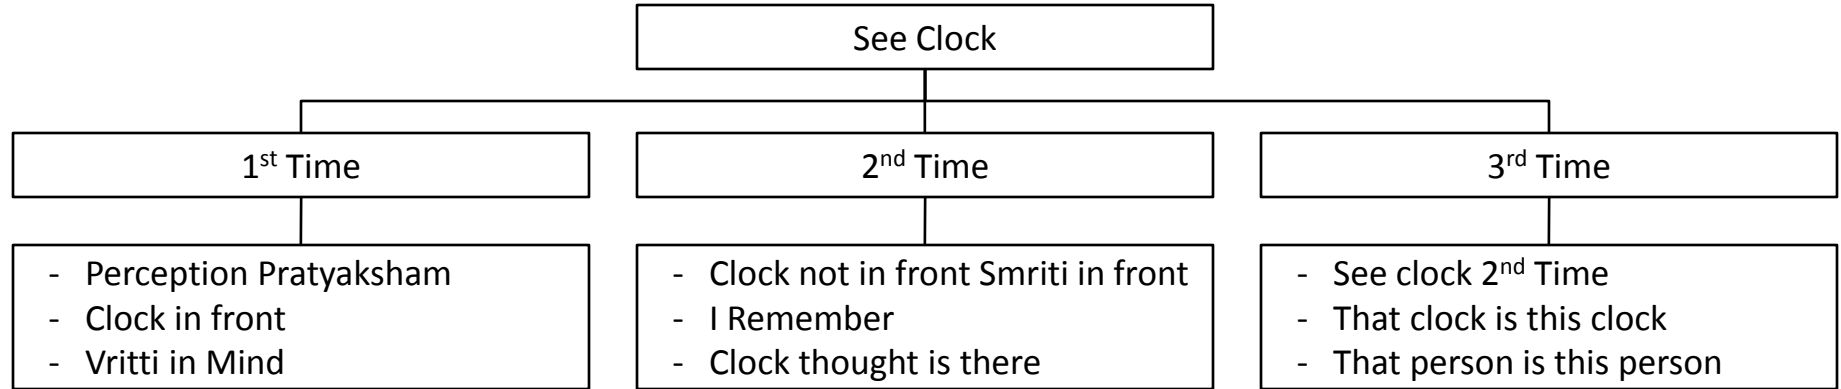 See Clock
1st Time
2nd Time
3rd Time
- Perception Pratyaksham
- Clock in front
- Vritti in Mind
- Clock not in front Smriti in front
- I Remember
- Clock thought is there
- See clock 2nd Time
- That clock is this clock
- That person is this person